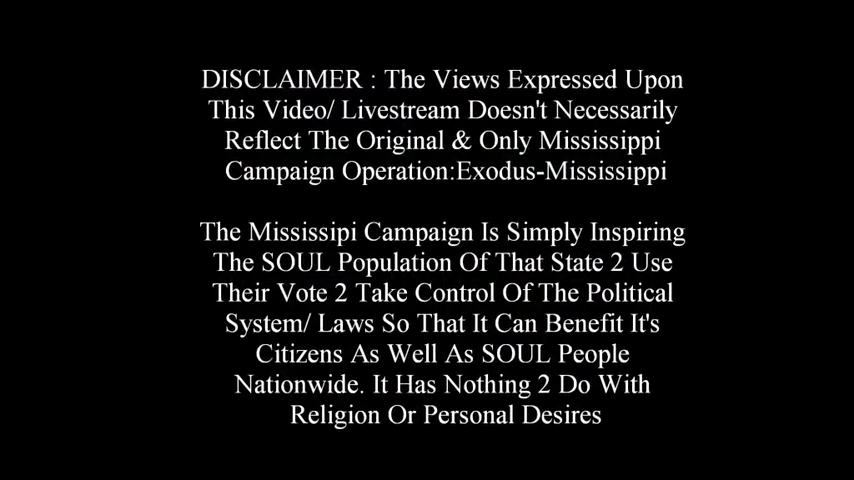 DISCLAIMER : The Views Expressed Upon
This Video/ Livestream Doesn't Necessarily
Reflect The Original & Only Mississippi
Campaign Operation:Exodus-Mississippi
The Mississipi Campaign Is Simply Inspiring
The SOUL Population Of That State 2 Use
Their Vote 2 Take Control Of The Political
System/ Laws So That It Can Benefit It's
Citizens As Well As SOUL People
Nationwide. It Has Nothing 2 Do With
Religion Or Personal Desires